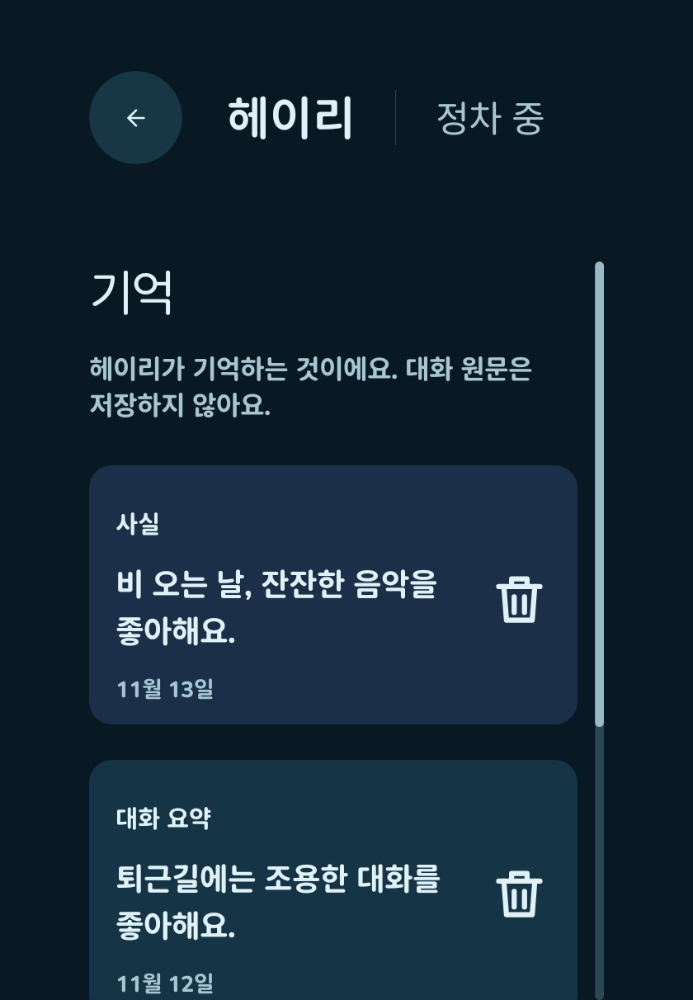 헤이리
정차 중
기억
헤이리가 기억하는 것이에요. 대화 원문은
저장하지 않아요.
사실
비 오는 날, 잔잔한 음악을
좋아해요.
11월 13일
대화 요약
퇴근길에는 조용한 대화를
좋아해요.
11월 12일